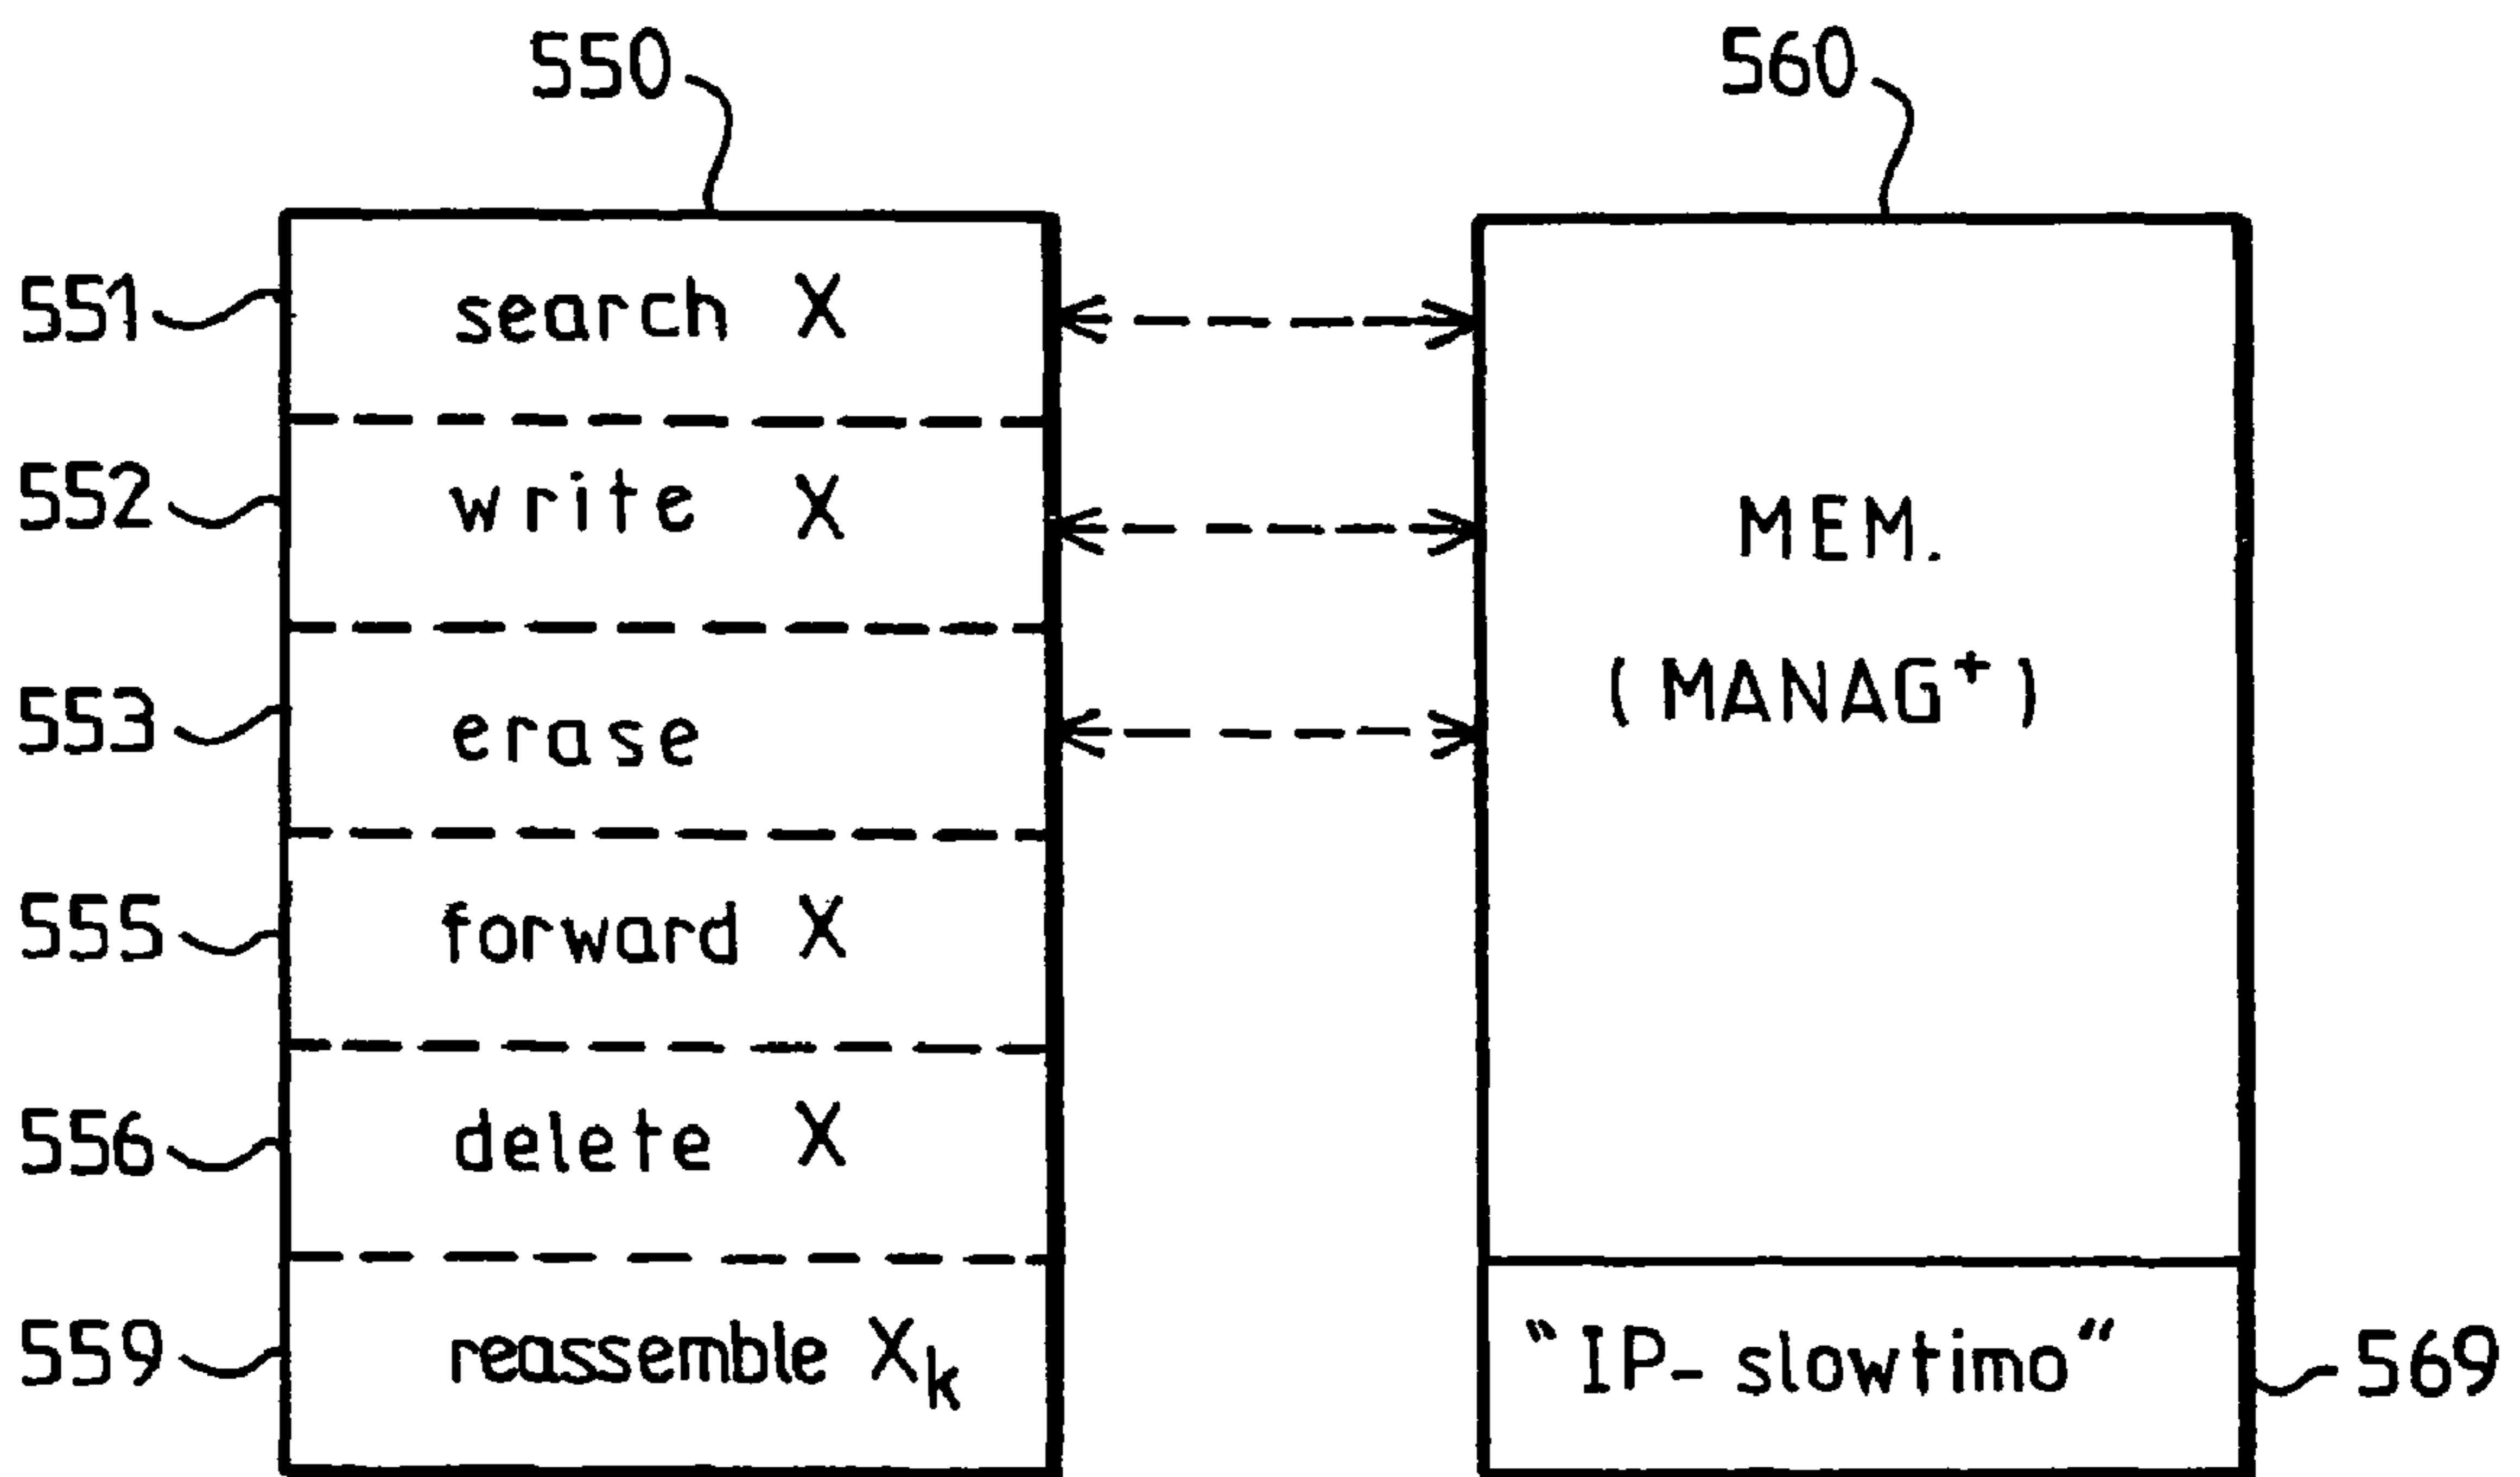 550
560
551
search X
552
write X
MEM.
(MANAG⁺)
553
erase
555
forward X
556
delete X
559
reassemble Xk
"IP- slowtimo"
569